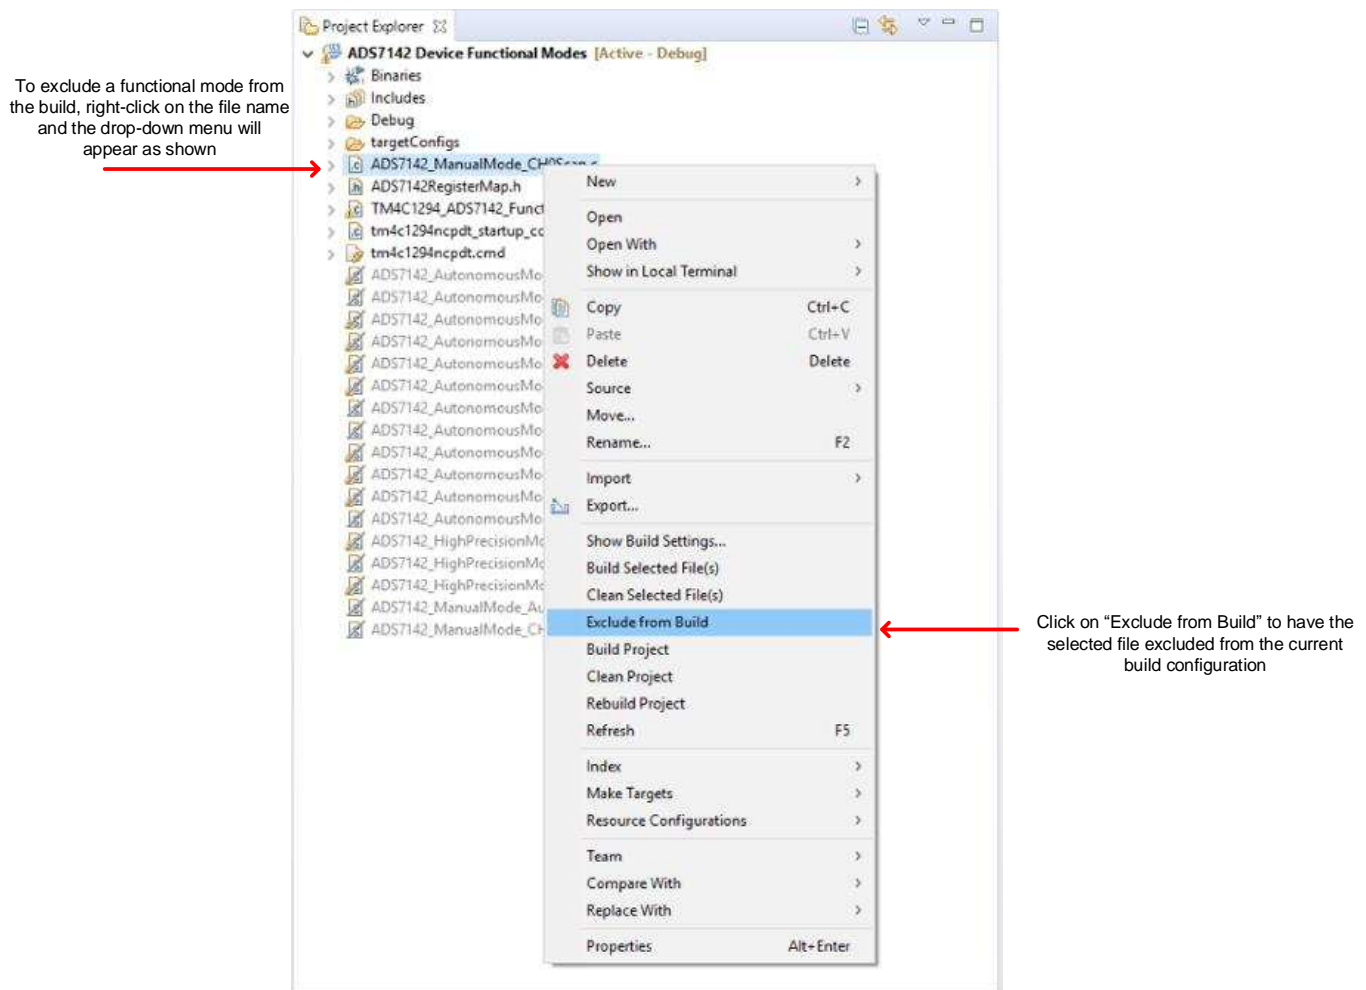 Project Explorer
ADS7142 Device Functional Modes [Active - Debug]
Binaries
Includes
Debug
targetConfigs
ADS7142_ManualMode_CH0Scan.c
ADS7142RegisterMap.h
TM4C1294_ADS7142_Funct
tm4c1294ncpdt_startup_cc
tm4c1294ncpdt.cmd
ADS7142_AutonomousMo
ADS7142_AutonomousMo
ADS7142_AutonomousMo
ADS7142_AutonomousMo
ADS7142_AutonomousMo
ADS7142_AutonomousMo
ADS7142_AutonomousMo
ADS7142_AutonomousMo
ADS7142_AutonomousMo
ADS7142_AutonomousMo
ADS7142_AutonomousMo
ADS7142_AutonomousMo
ADS7142_HighPrecisionMo
ADS7142_HighPrecisionMo
ADS7142_HighPrecisionMo
ADS7142_ManualMode_Au
ADS7142_ManualMode_CH
To exclude a functional mode from
the build, right-click on the file name
and the drop-down menu will
appear as shown
New
Open
Open With
Show in Local Terminal
Copy Ctrl+C
Paste Ctrl+V
Delete Delete
Source
Move...
Rename... F2
Import
Export...
Show Build Settings...
Build Selected File(s)
Clean Selected File(s)
Exclude from Build
Build Project
Clean Project
Rebuild Project
Refresh F5
Index
Make Targets
Resource Configurations
Team
Compare With
Replace With
Properties Alt+Enter
Click on “Exclude from Build” to have the
selected file excluded from the current
build configuration